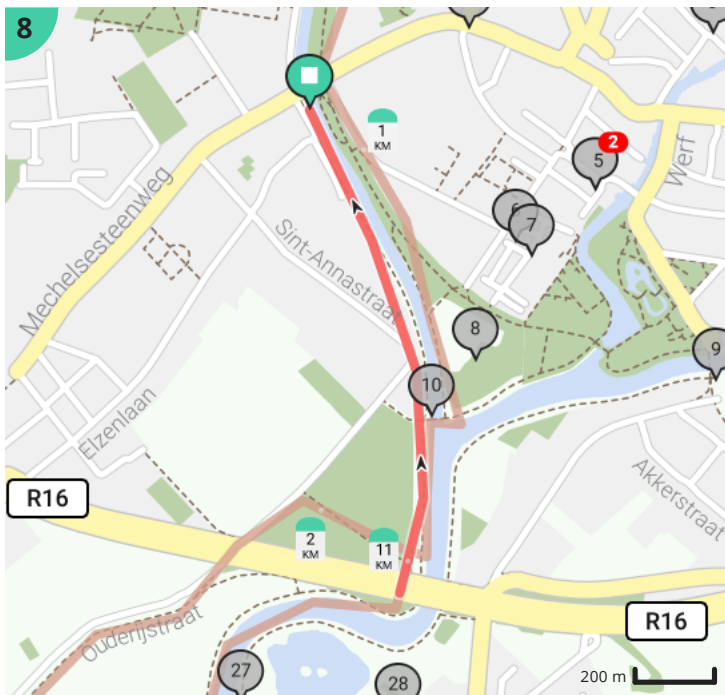 8
1
KM
2
5
Werf
6
7
Mechelsesteenweg
Sint-Annastraat
8
9
10
Elzenlaan
Akkerstraat
R16
2
KM
11
KM
R16
Ouderijstraat
27
28
200 m